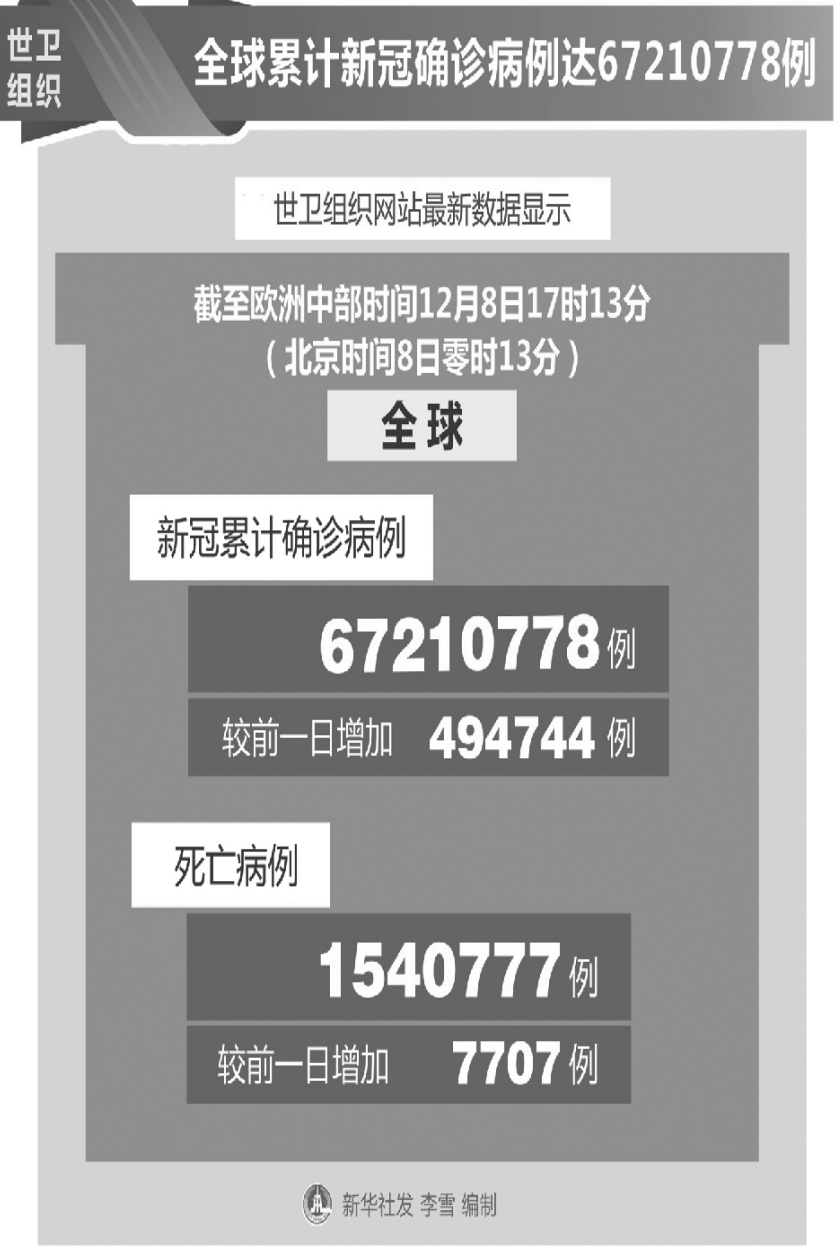 世卫
组织
全球累计新冠确诊病例达67210778例
世卫组织网站最新数据显示
截至欧洲中部时间12月8日17时13分
（北京时间8日零时13分）
全球
新冠累计确诊病例
67210778例
较前一日增加 494744例
死亡病例
1540777例
较前一日增加 7707例
新华社发 李雪 编制